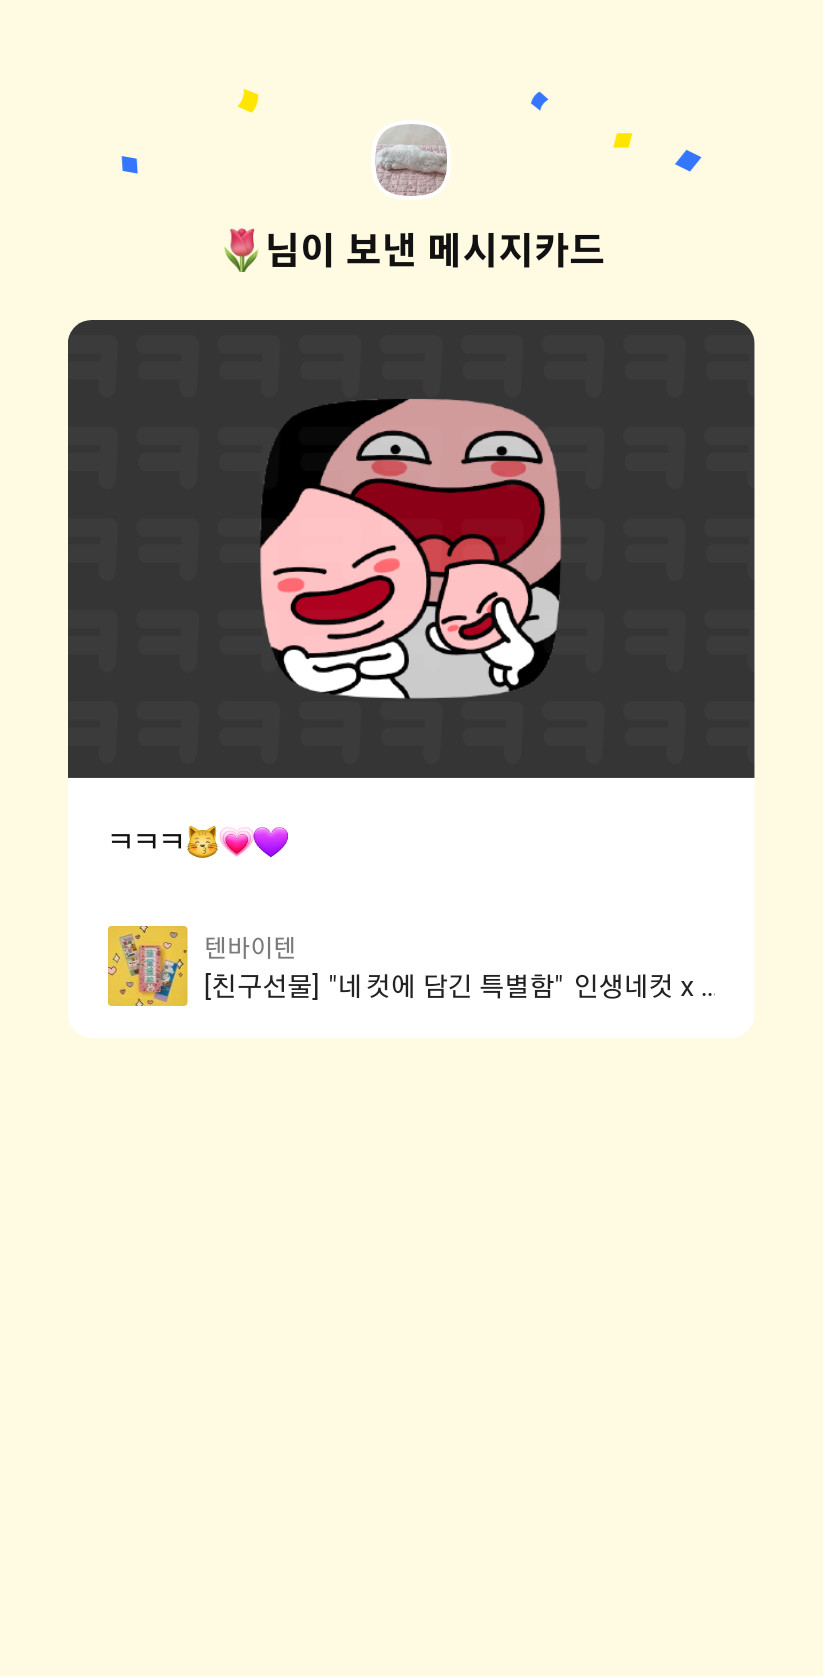 🌷님이 보낸 메시지카드
ㅋㅋㅋ😽💗💜
텐바이텐
[친구선물] "네 컷에 담긴 특별함" 인생네컷 x ...